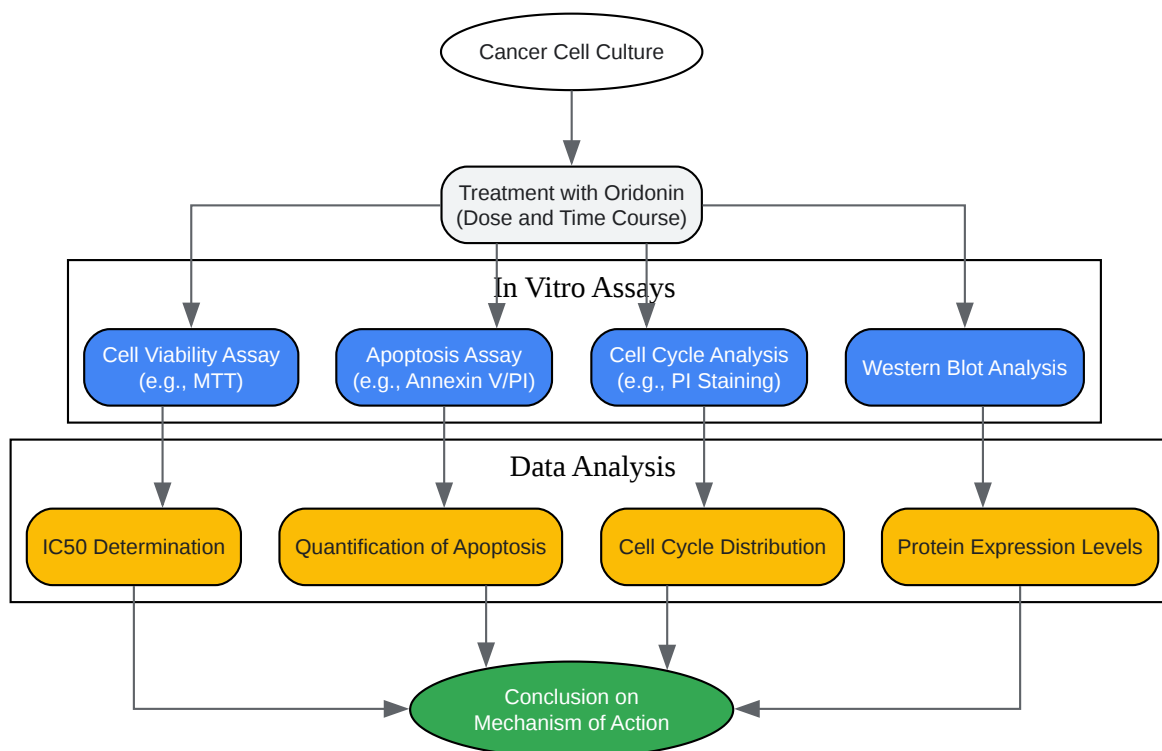 Cancer Cell Culture
Treatment with Oridonin
(Dose and Time Course)
In Vitro Assays
Cell Viability Assay
(e.g., MTT)
Apoptosis Assay
(e.g., Annexin V/PI)
Cell Cycle Analysis
(e.g., PI Staining)
Western Blot Analysis
Data Analysis
IC50 Determination
Quantification of Apoptosis
Cell Cycle Distribution
Protein Expression Levels
Conclusion on
Mechanism of Action